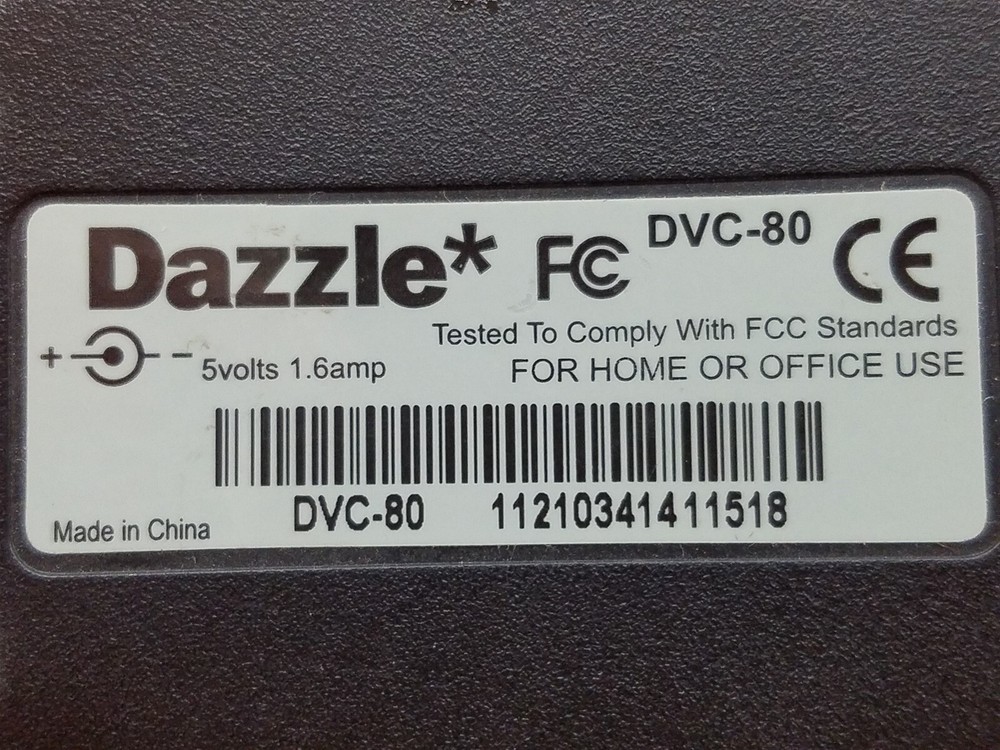 Dazzle* FC DVC-80 CE
Tested To Comply With FCC Standards
+ - 5volts 1.6amp FOR HOME OR OFFICE USE
DVC-80 11210341411518
Made in China